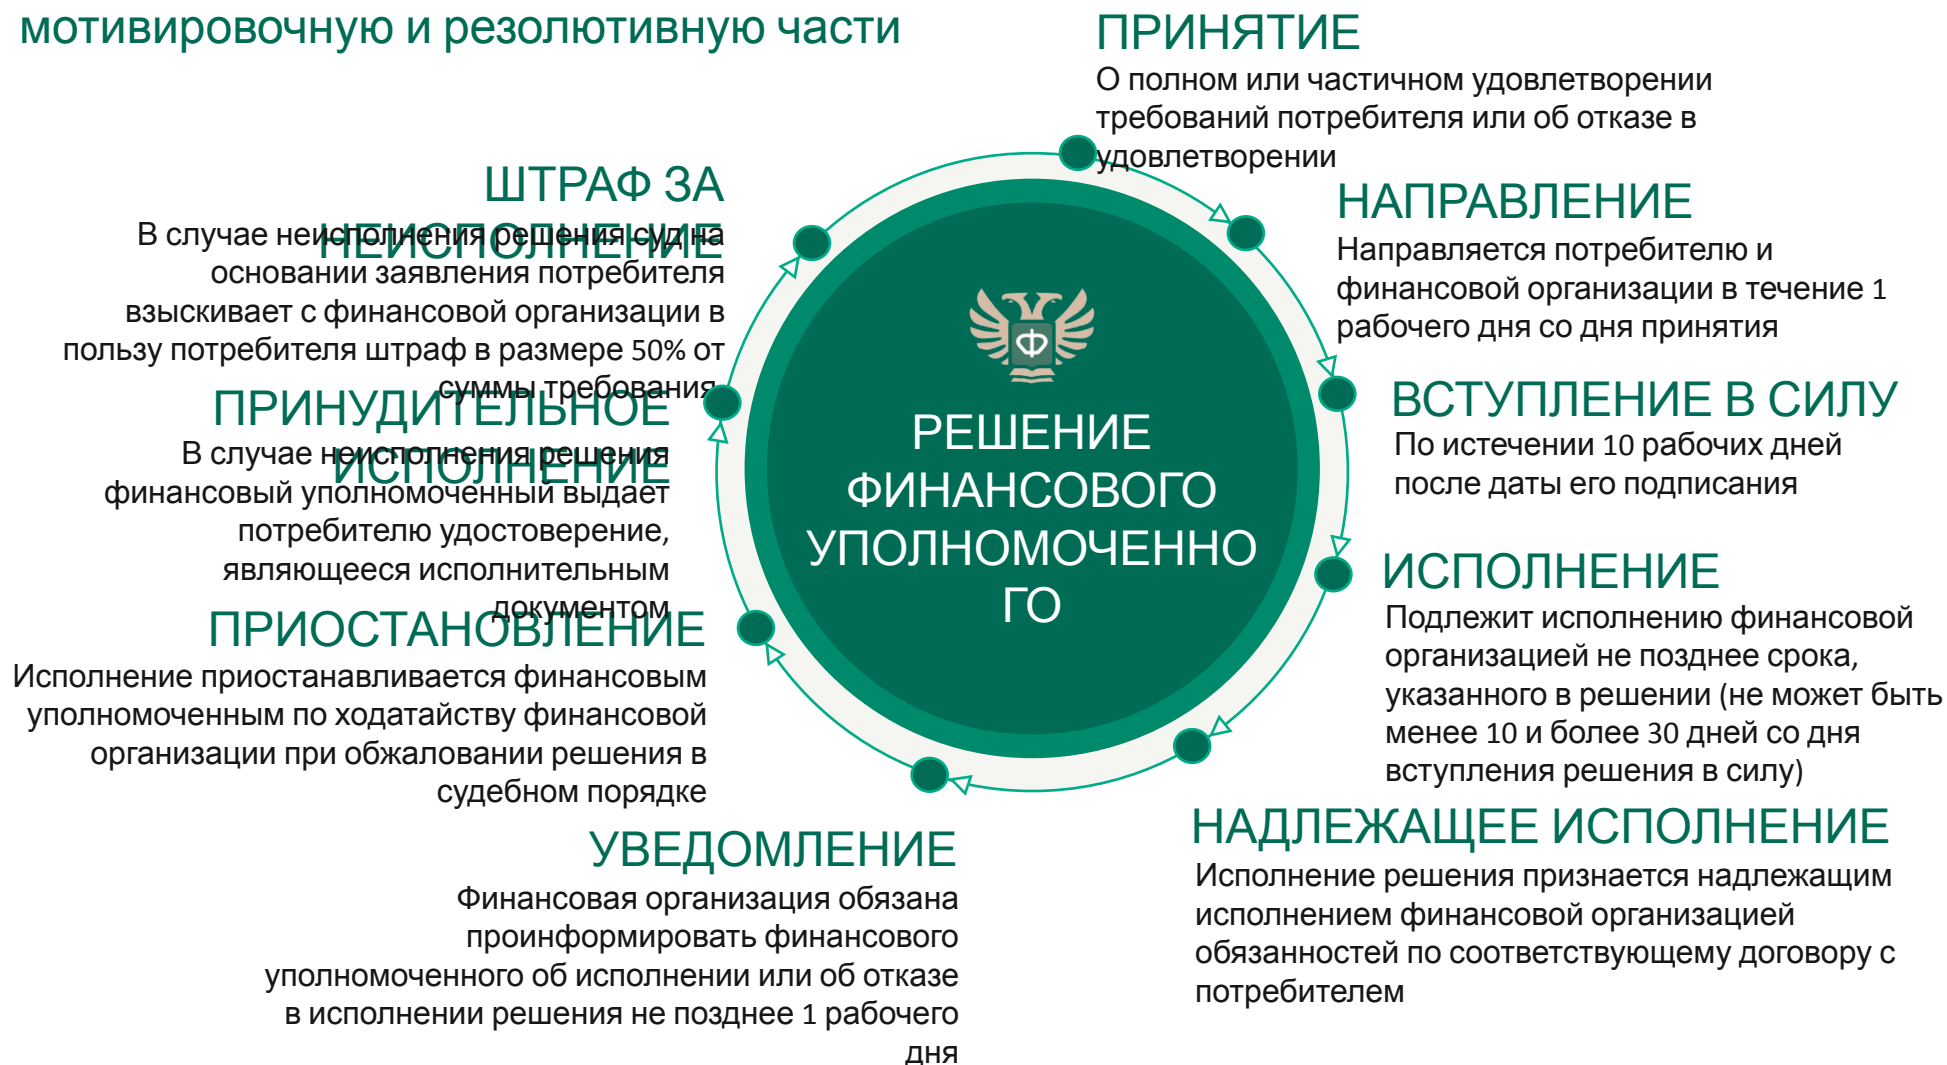 мотивировочную и резолютивную части
ПРИНЯТИЕ
О полном или частичном удовлетворении
требований потребителя или об отказе в
удовлетворении
НАПРАВЛЕНИЕ
Направляется потребителю и
финансовой организации в течение 1
рабочего дня со дня принятия
ВСТУПЛЕНИЕ В СИЛУ
По истечении 10 рабочих дней
после даты его подписания
ИСПОЛНЕНИЕ
Подлежит исполнению финансовой
организацией не позднее срока,
указанного в решении (не может быть
менее 10 и более 30 дней со дня
вступления решения в силу)
НАДЛЕЖАЩЕЕ ИСПОЛНЕНИЕ
Исполнение решения признается надлежащим
исполнением финансовой организацией
обязанностей по соответствующему договору с
потребителем
УВЕДОМЛЕНИЕ
Финансовая организация обязана
проинформировать финансового
уполномоченного об исполнении или об отказе
в исполнении решения не позднее 1 рабочего
дня
ПРИОСТАНОВЛЕНИЕ
Исполнение приостанавливается финансовым
уполномоченным по ходатайству финансовой
организации при обжаловании решения в
судебном порядке
ПРИНУДИТЕЛЬНОЕ
ИСПОЛНЕНИЕ
В случае неисполнения решения
финансовый уполномоченный выдает
потребителю удостоверение,
являющееся исполнительным
документом
ШТРАФ ЗА
НЕИСПОЛНЕНИЕ
В случае неисполнения решения суд на
основании заявления потребителя
взыскивает с финансовой организации в
пользу потребителя штраф в размере 50% от
суммы требования
Ф
РЕШЕНИЕ
ФИНАНСОВОГО
УПОЛНОМОЧЕННО
ГО